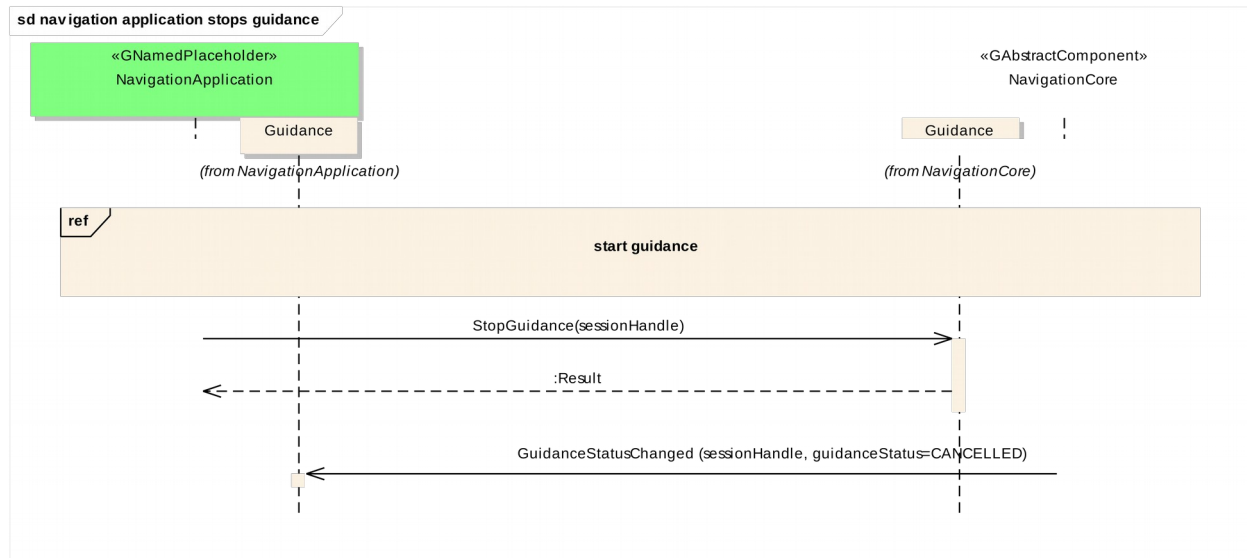 sd navigation application stops guidance
«GNamedPlaceholder»
NavigationApplication
«GAbstractComponent»
NavigationCore
Guidance
Guidance
(from NavigationApplication)
(from NavigationCore)
ref
start guidance
StopGuidance(sessionHandle)
:Result
GuidanceStatusChanged (sessionHandle, guidanceStatus=CANCELLED)